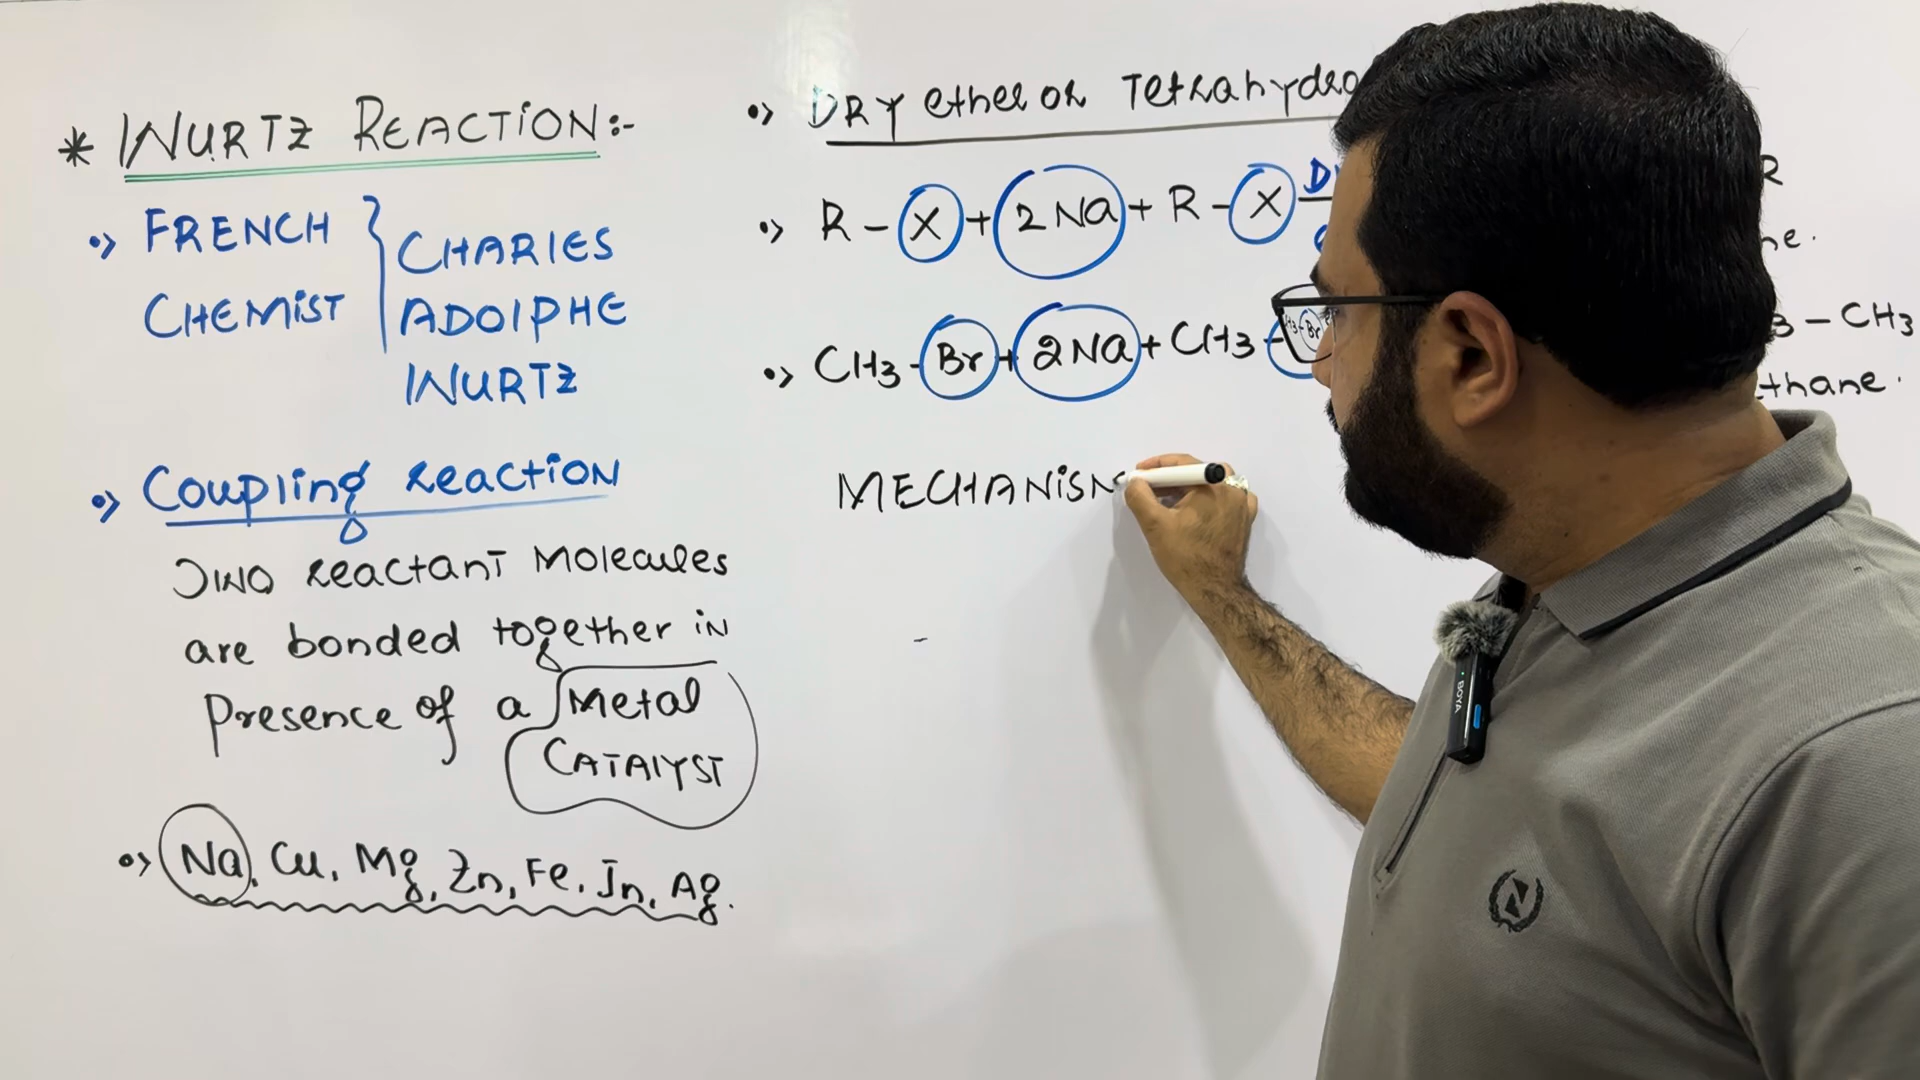 * WURTZ REACTION:-
FRENCH
CHEMIST
CHARlES
ADOlPHE
WURTZ
Coupling reaction
Two reactant Molecules
are bonded together in
Presence of a Metal
CATAlYST
Na, Cu, Mg, Zn, Fe, In, Ag.
DRY ether or Tetrahydro
R - X + 2Na + R - X D R
ne.
CH3 - Br + 2Na + CH3 - Br 3 - CH3
thane.
MECHANISM
BOYA